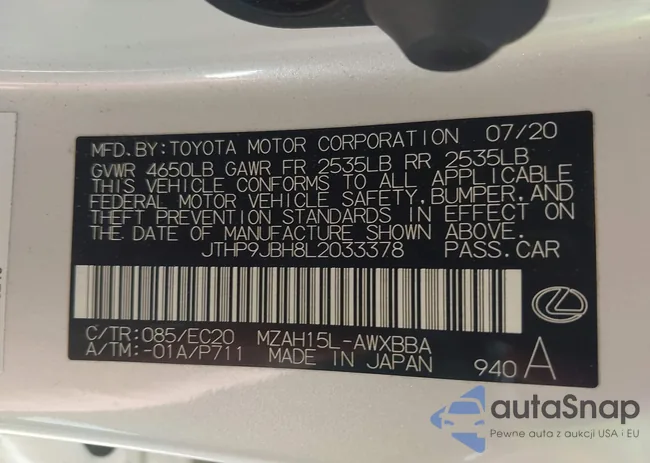 MFD.BY:TOYOTA MOTOR CORPORATION 07/20
GVWR 4650LB GAWR FR 2535LB RR 2535LB
THIS VEHICLE CONFORMS TO ALL APPLICABLE
FEDERAL MOTOR VEHICLE SAFETY,BUMPER,AND
THEFT PREVENTION STANDARDS IN EFFECT ON
THE DATE OF MANUFACTURE SHOWN ABOVE.
JTHP9JBH8L2033378 PASS.CAR
C/TR:085/EC20 MZAH15L-AWXBBA
A/TM:-01A/P711 MADE IN JAPAN 940 A
autaSnap
Pewne auta z aukcji USA i EU